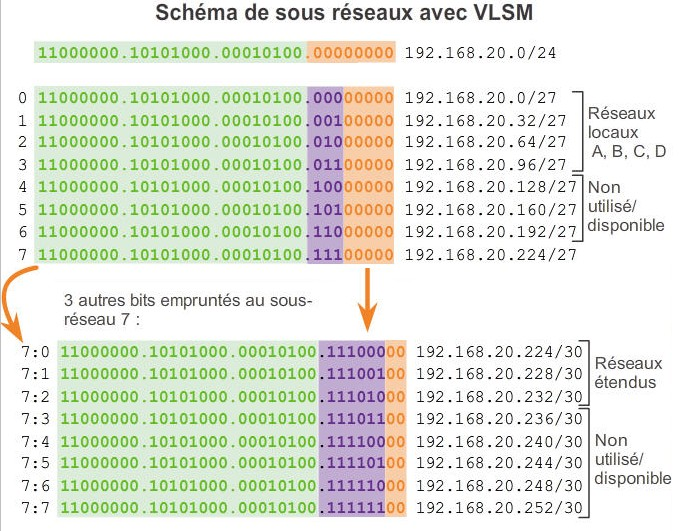 Schéma de sous réseaux avec VLSM
11000000.10101000.00010100.00000000 192.168.20.0/24
0 11000000.10101000.00010100.00000000 192.168.20.0/27
1 11000000.10101000.00010100.00100000 192.168.20.32/27
2 11000000.10101000.00010100.01000000 192.168.20.64/27
3 11000000.10101000.00010100.01100000 192.168.20.96/27
Réseaux
locaux
A, B, C, D
4 11000000.10101000.00010100.10000000 192.168.20.128/27
5 11000000.10101000.00010100.10100000 192.168.20.160/27
6 11000000.10101000.00010100.11000000 192.168.20.192/27
Non
utilisé/
disponible
7 11000000.10101000.00010100.11100000 192.168.20.224/27
3 autres bits empruntés au sous-
réseau 7 :
7:0 11000000.10101000.00010100.11100000 192.168.20.224/30
7:1 11000000.10101000.00010100.11100100 192.168.20.228/30
7:2 11000000.10101000.00010100.11101000 192.168.20.232/30
Réseaux
étendus
7:3 11000000.10101000.00010100.11101100 192.168.20.236/30
7:4 11000000.10101000.00010100.11110000 192.168.20.240/30
7:5 11000000.10101000.00010100.11110100 192.168.20.244/30
7:6 11000000.10101000.00010100.11111000 192.168.20.248/30
7:7 11000000.10101000.00010100.11111100 192.168.20.252/30
Non
utilisé/
disponible